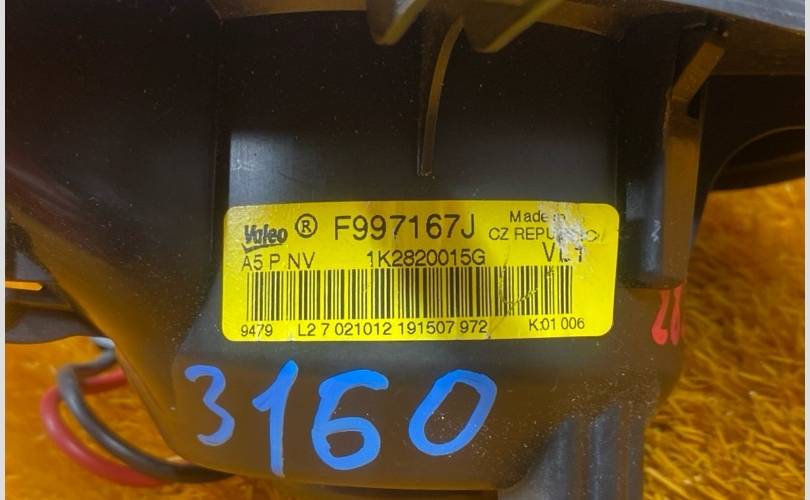 Valeo ® F997167J Made in
CZ REPUBLIC
A5 P NV 1K2820015G
9479 L2 7 021012 191507 972 K:01 006
3160